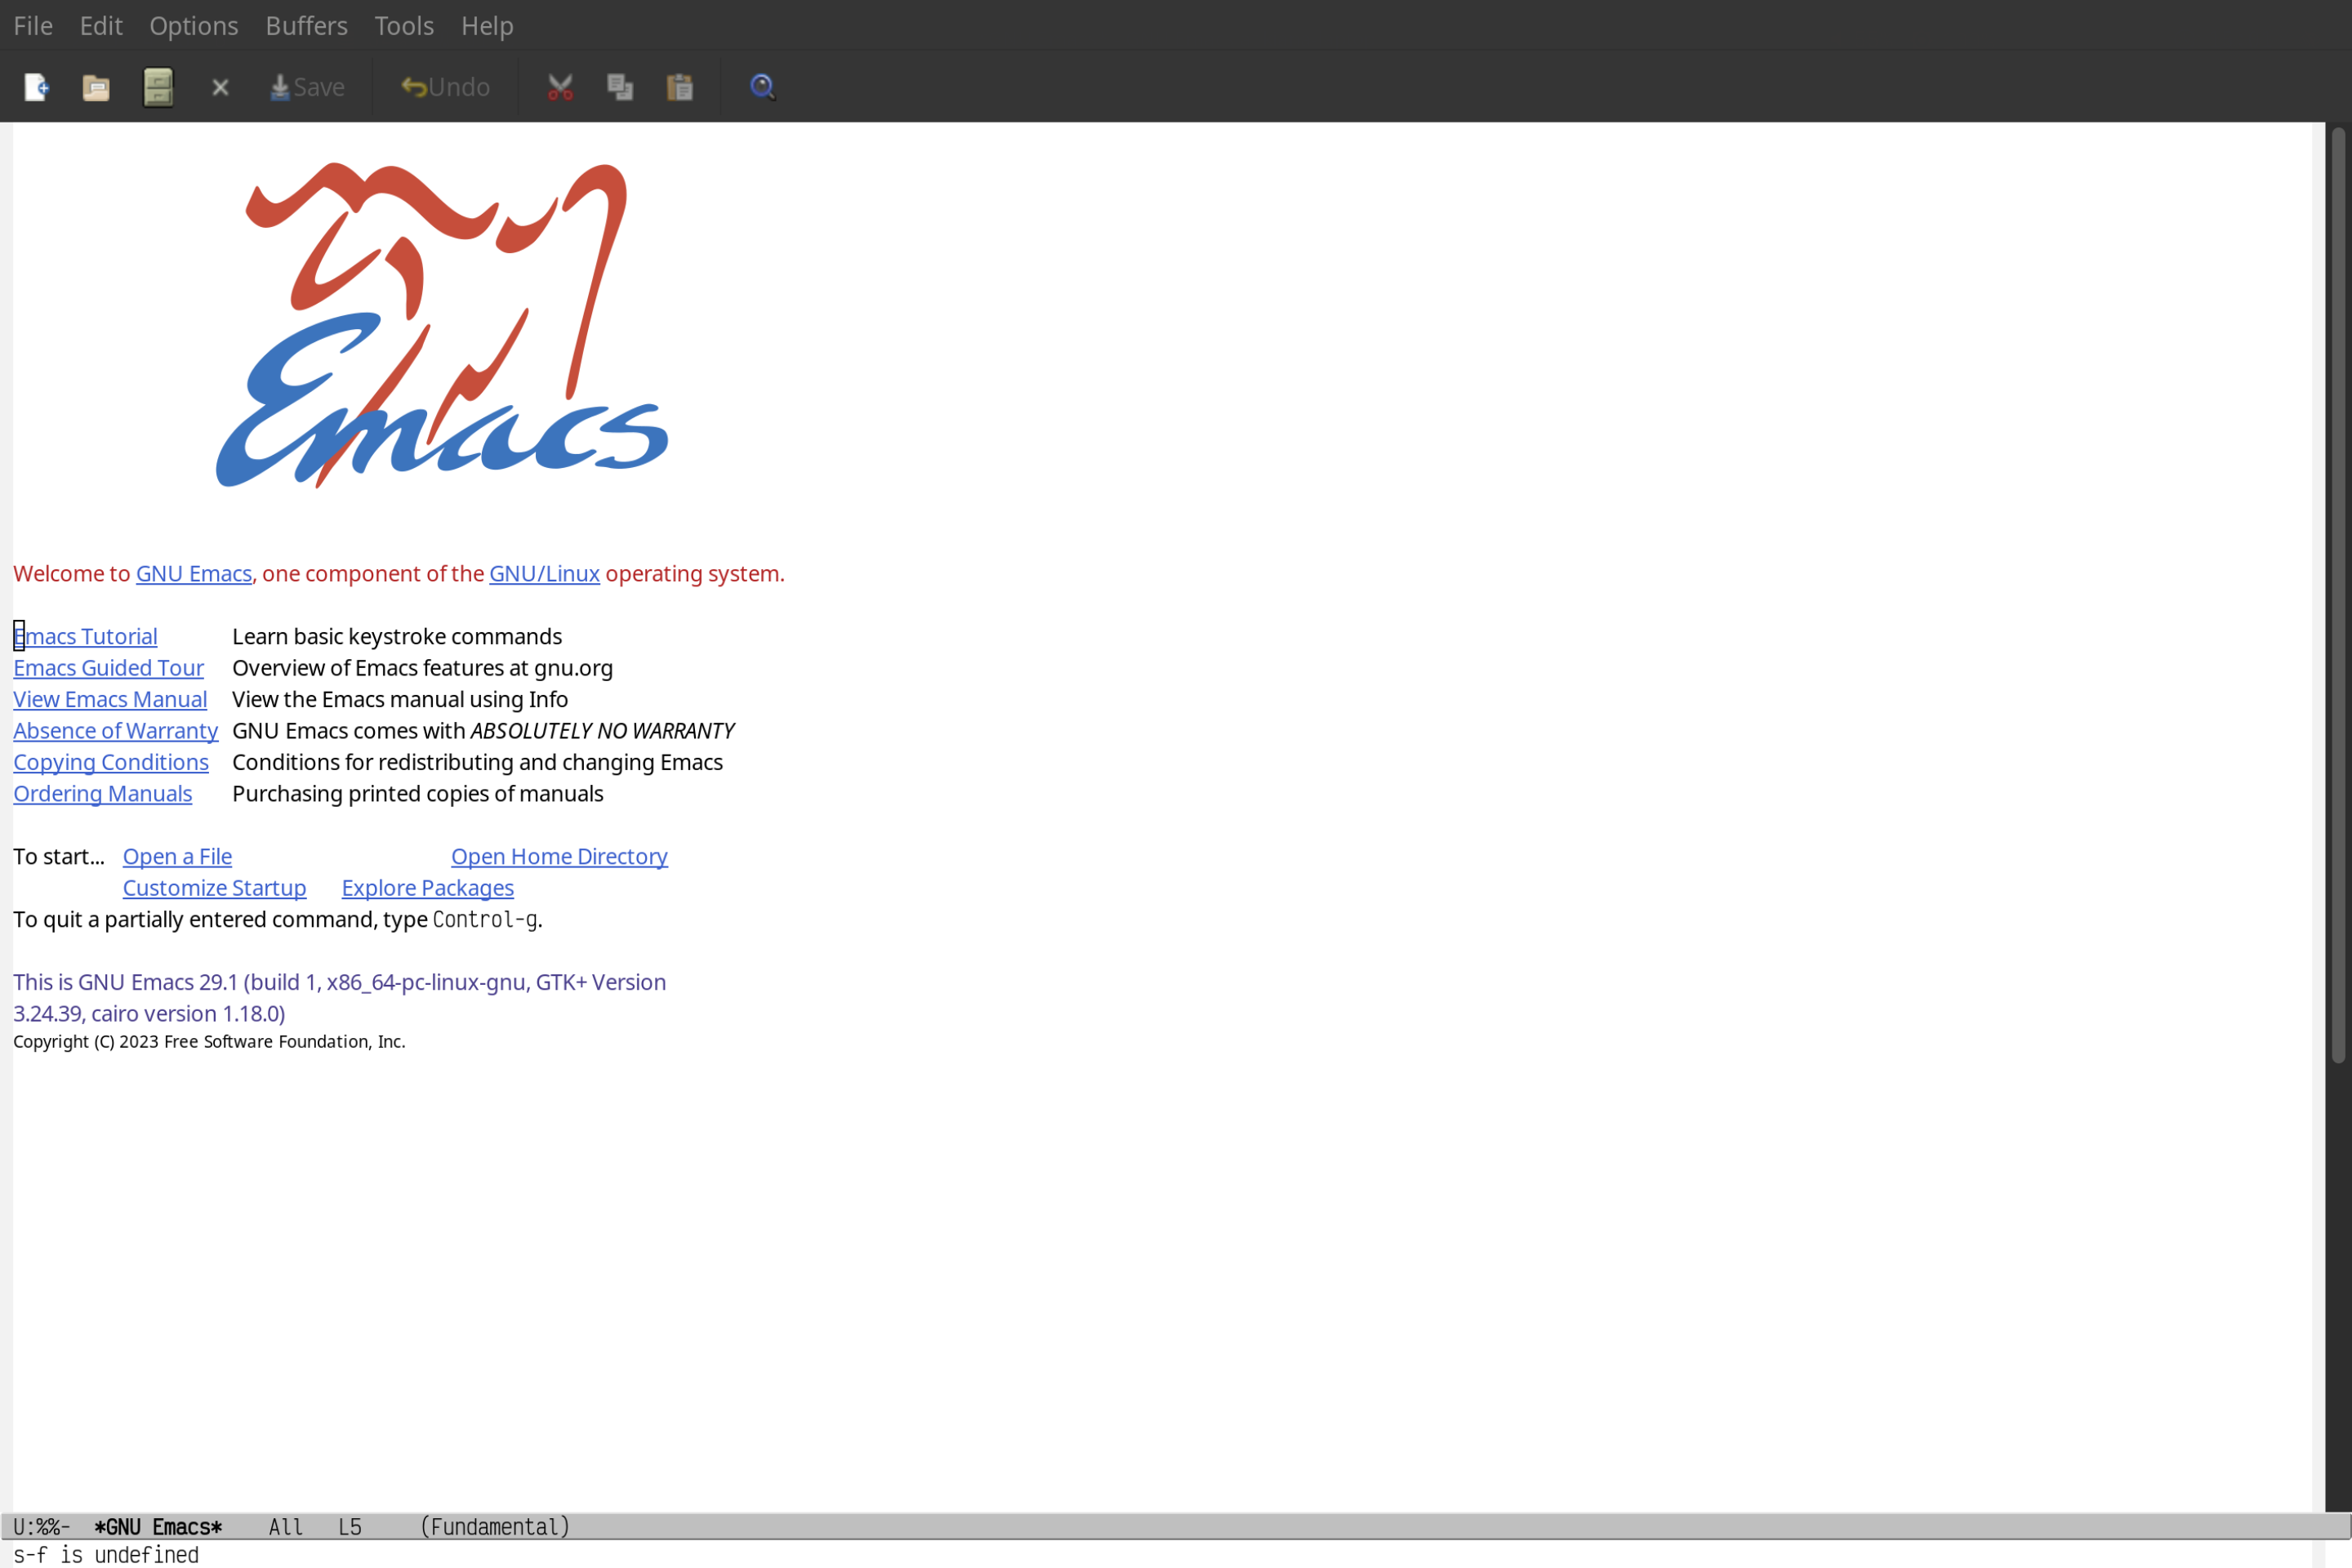 File Edit Options Buffers Tools Help
Save Undo
Emacs
Welcome to GNU Emacs, one component of the GNU/Linux operating system.
Emacs Tutorial Learn basic keystroke commands
Emacs Guided Tour Overview of Emacs features at gnu.org
View Emacs Manual View the Emacs manual using Info
Absence of Warranty GNU Emacs comes with ABSOLUTELY NO WARRANTY
Copying Conditions Conditions for redistributing and changing Emacs
Ordering Manuals Purchasing printed copies of manuals
To start... Open a File Open Home Directory
Customize Startup Explore Packages
To quit a partially entered command, type Control-g.
This is GNU Emacs 29.1 (build 1, x86_64-pc-linux-gnu, GTK+ Version
3.24.39, cairo version 1.18.0)
Copyright (C) 2023 Free Software Foundation, Inc.
U:%%- *GNU Emacs* All L5 (Fundamental)
s-f is undefined